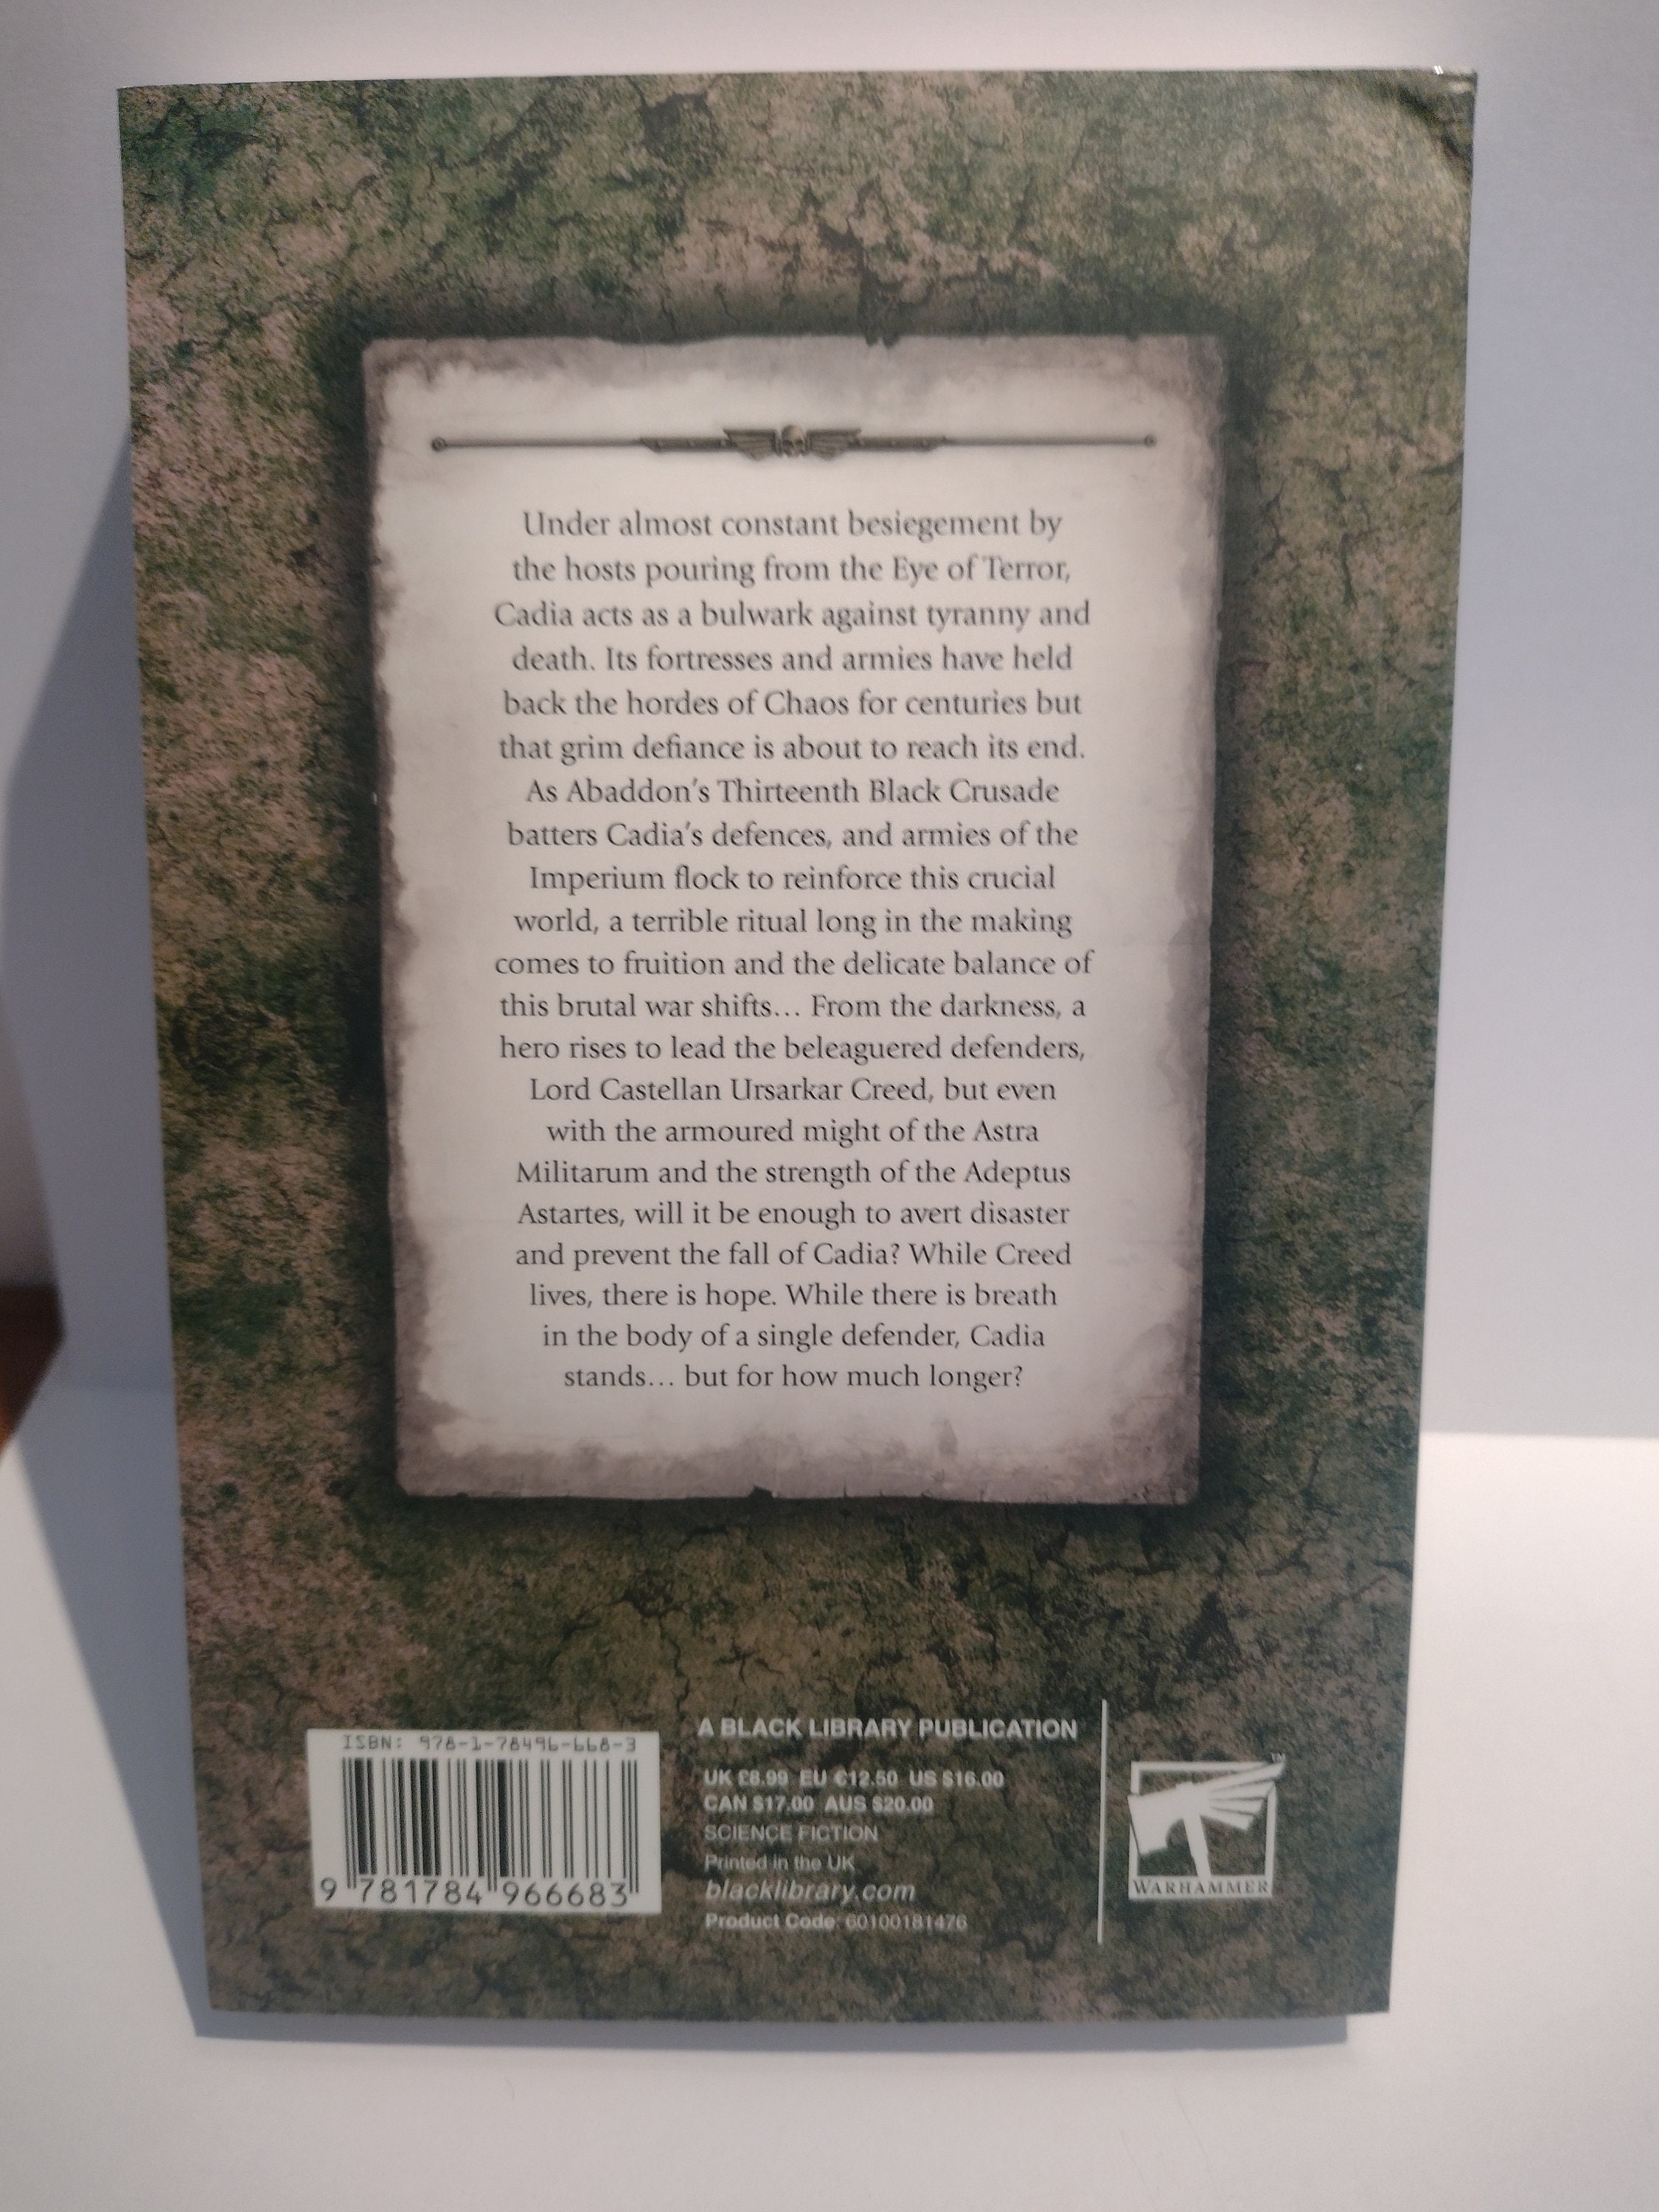 Under almost constant besiegement by
the hosts pouring from the Eye of Terror,
Cadia acts as a bulwark against tyranny and
death. Its fortresses and armies have held
back the hordes of Chaos for centuries but
that grim defiance is about to reach its end.
As Abaddon's Thirteenth Black Crusade
batters Cadia's defences, and armies of the
Imperium flock to reinforce this crucial
world, a terrible ritual long in the making
comes to fruition and the delicate balance of
this brutal war shifts... From the darkness, a
hero rises to lead the beleaguered defenders,
Lord Castellan Ursarkar Creed, but even
with the armoured might of the Astra
Militarum and the strength of the Adeptus
Astartes, will it be enough to avert disaster
and prevent the fall of Cadia? While Creed
lives, there is hope. While there is breath
in the body of a single defender, Cadia
stands... but for how much longer?
ISBN: 978-1-78496-668-3
9 781784 966683
A BLACK LIBRARY PUBLICATION
UK £8.99 EU €12.50 US $16.00
CAN $17.00 AUS $20.00
SCIENCE FICTION
Printed in the UK
blacklibrary.com
Product Code: 60100181476
TM
WARHAMMER